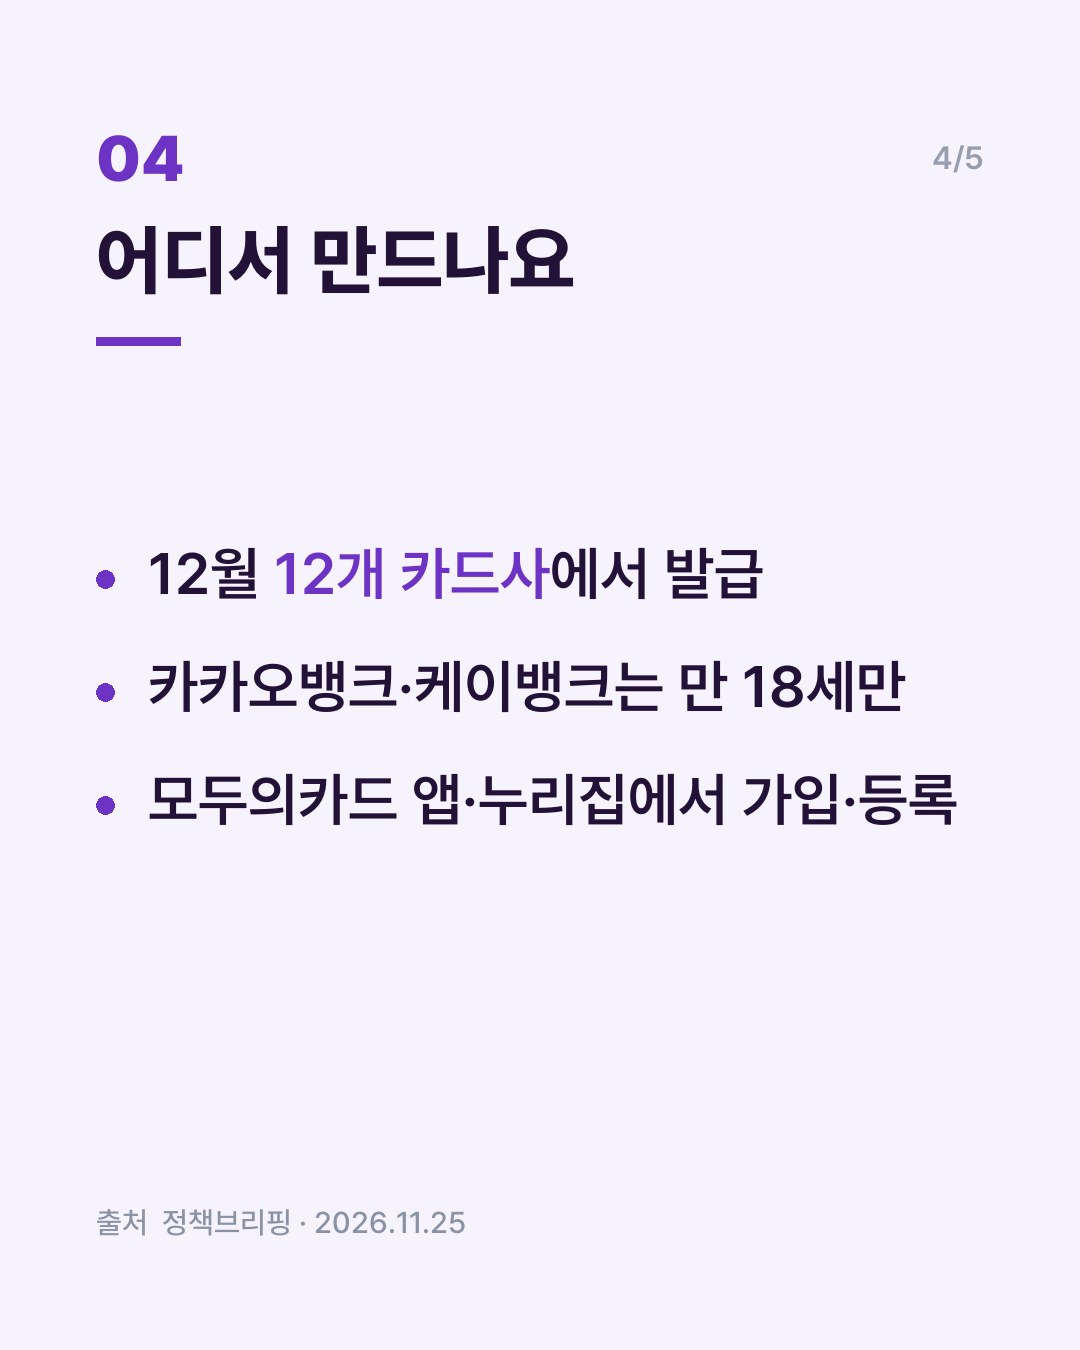 04
4/5
어디서 만드나요
12월 12개 카드사에서 발급
카카오뱅크·케이뱅크는 만 18세만
모두의카드 앱·누리집에서 가입·등록
출처 정책브리핑 · 2026.11.25